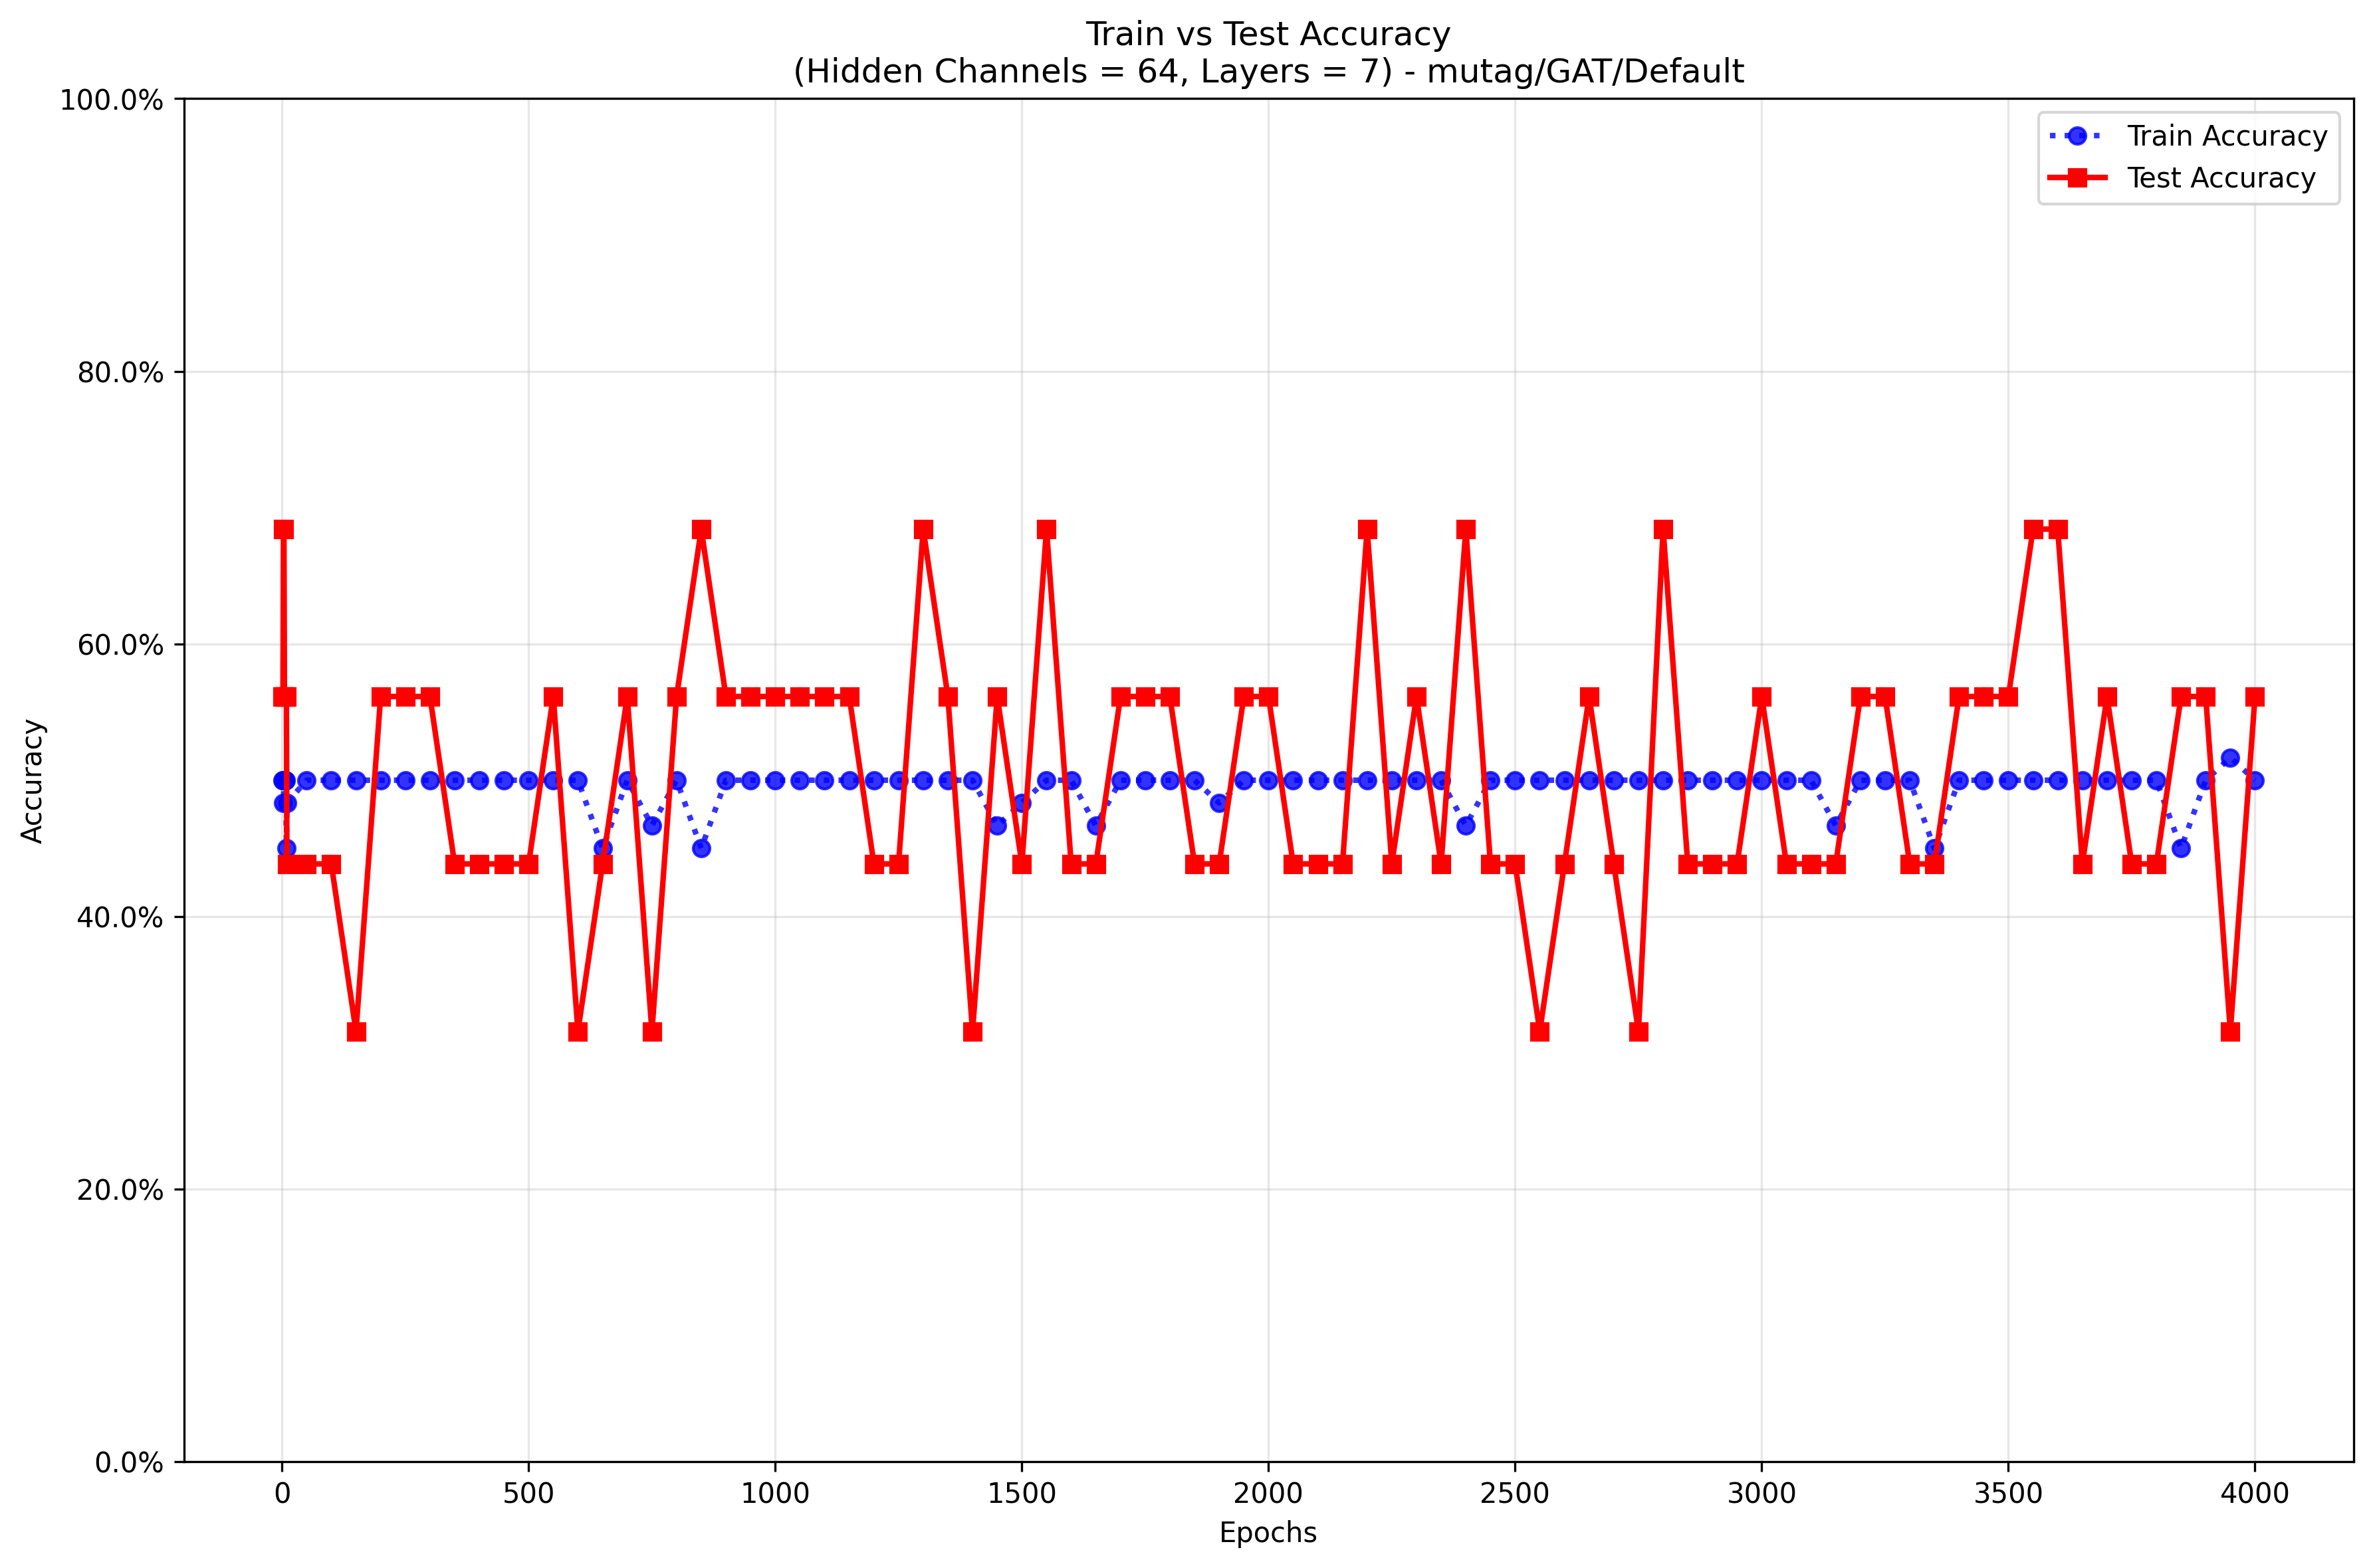 Train vs Test Accuracy
(Hidden Channels = 64, Layers = 7) - mutag/GAT/Default
100.0%
80.0%
60.0%
40.0%
20.0%
0.0%
Accuracy
Train Accuracy
Test Accuracy
0 500 1000 1500 2000 2500 3000 3500 4000
Epochs